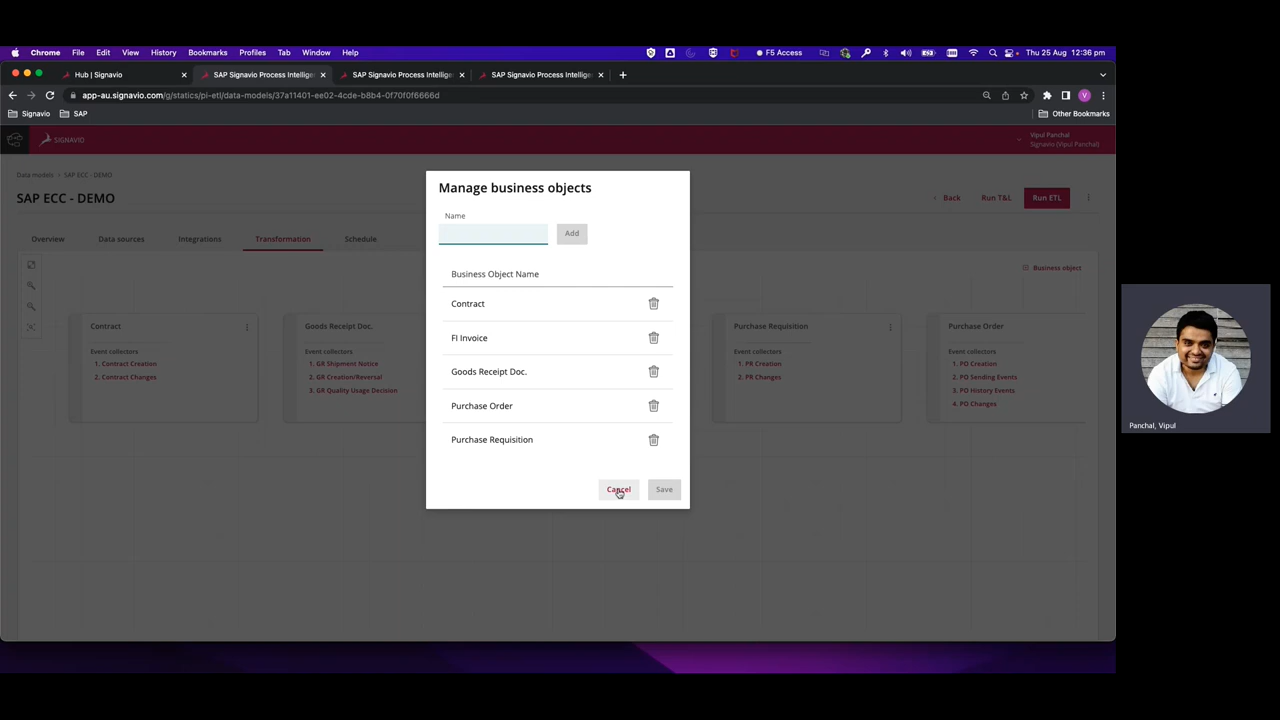 Chrome File Edit View History Bookmarks Profiles Tab Window Help
F5 Access
Thu 25 Aug 12:36 pm
Hub | Signavio
SAP Signavio Process Intellige
SAP Signavio Process Intellige
SAP Signavio Process Intellige
app-au.signavio.com/g/statics/pi-etl/data-models/37a11401-ee02-4cde-b8b4-0f70f0f6666d
V
Signavio SAP
Other Bookmarks
SIGNAVIO
Vipul Panchal
Signavio (Vipul Panchal)
Data models > SAP ECC - DEMO
SAP ECC - DEMO
Back Run T&L Run ETL
Overview Data sources Integrations Transformation Schedule
Business object
Contract
Event collectors
1. Contract Creation
2. Contract Changes
Goods Receipt Doc.
Event collectors
1. GR Shipment Notice
2. GR Creation/Reversal
3. GR Quality Usage Decision
Manage business objects
Name
Add
Business Object Name
Contract
FI Invoice
Goods Receipt Doc.
Purchase Order
Purchase Requisition
Cancel Save
Purchase Requisition
Event collectors
1. PR Creation
2. PR Changes
Purchase Order
Event collectors
1. PO Creation
2. PO Sending Events
3. PO History Events
4. PO Changes
Panchal, Vipul